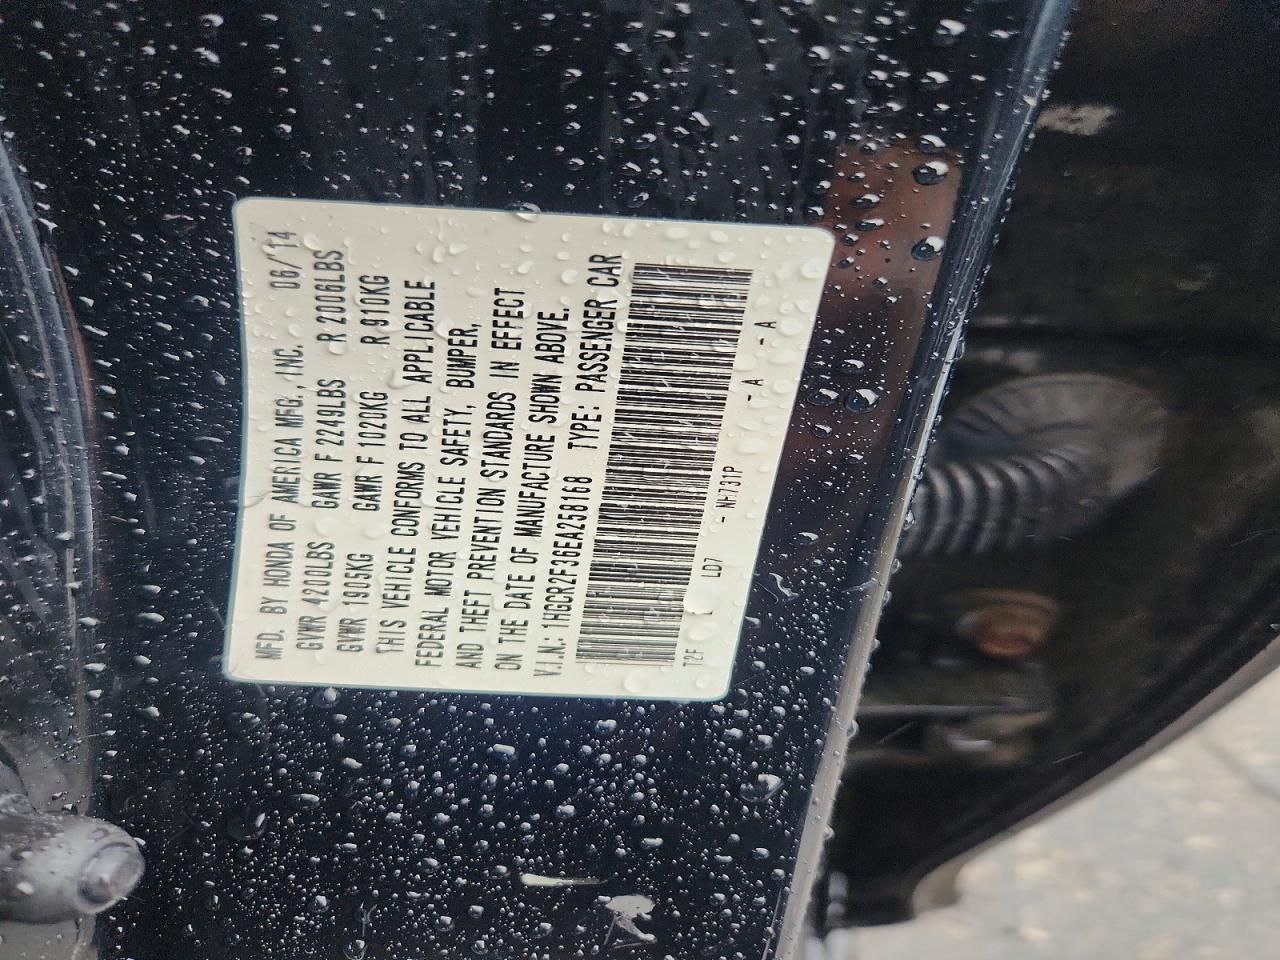 MFD. BY HONDA OF AMERICA MFG., INC. 06/'14
GVWR 4200LBS GAWR F 2249LBS R 2006LBS
GVWR 1905KG GAWR F 1020KG R 910KG
THIS VEHICLE CONFORMS TO ALL APPLICABLE
FEDERAL MOTOR VEHICLE SAFETY, BUMPER,
AND THEFT PREVENTION STANDARDS IN EFFECT
ON THE DATE OF MANUFACTURE SHOWN ABOVE.
V.I.N.: 1HGCR2F36EA258168 TYPE: PASSENGER CAR
T2F LD7 - NH731P - A - A